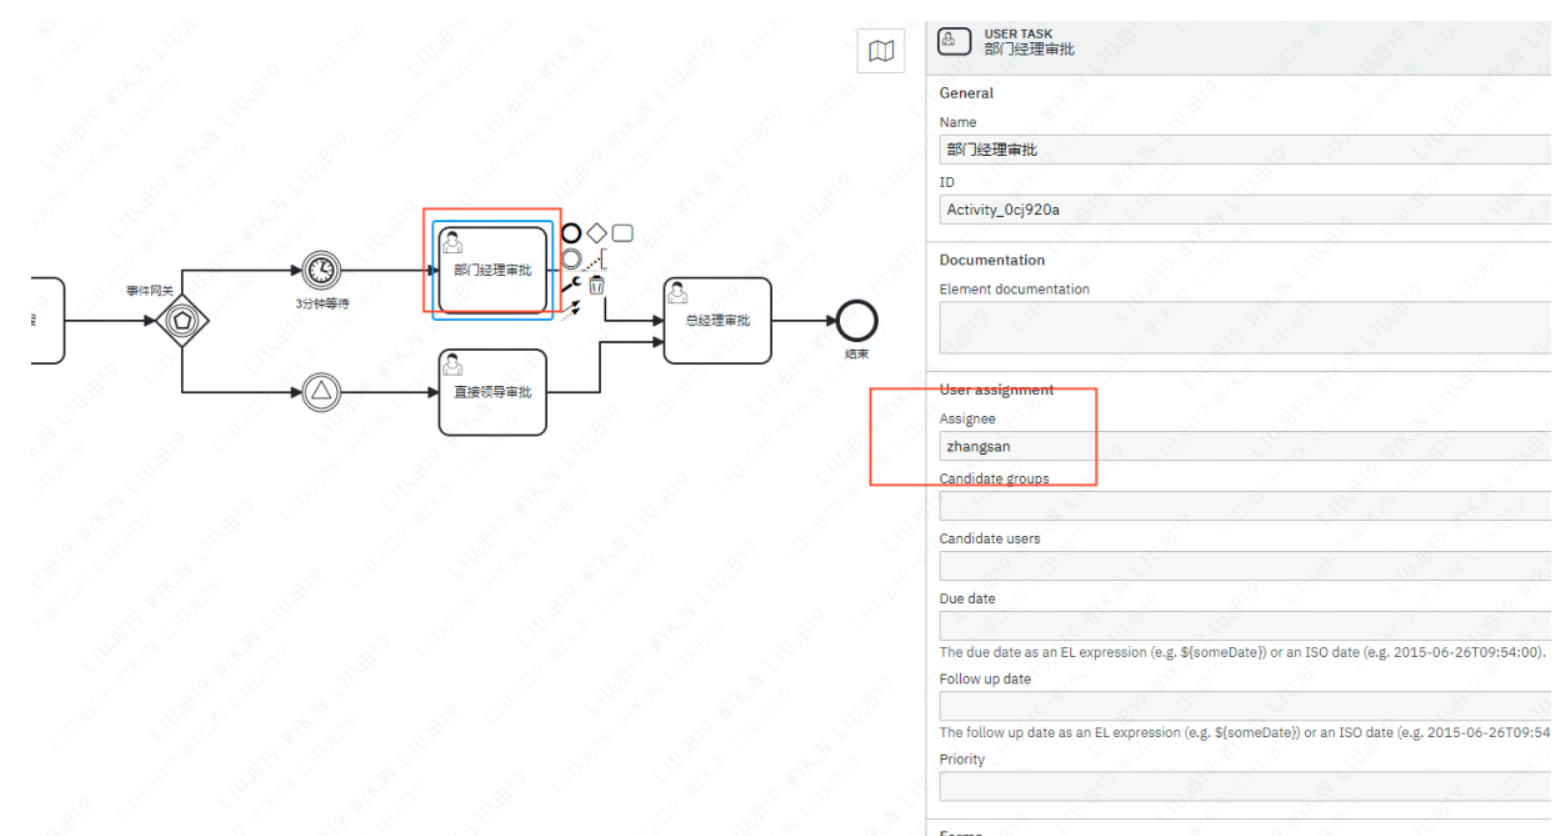 事件网关
3分钟等待
部门经理审批
直接领导审批
总经理审批
结束
USER TASK
部门经理审批
General
Name
部门经理审批
ID
Activity_0cj920a
Documentation
Element documentation
User assignment
Assignee
zhangsan
Candidate groups
Candidate users
Due date
The due date as an EL expression (e.g. ${someDate}) or an ISO date (e.g. 2015-06-26T09:54:00).
Follow up date
The follow up date as an EL expression (e.g. ${someDate}) or an ISO date (e.g. 2015-06-26T09:54
Priority
LIUJB19-WYKJN LIUJB19